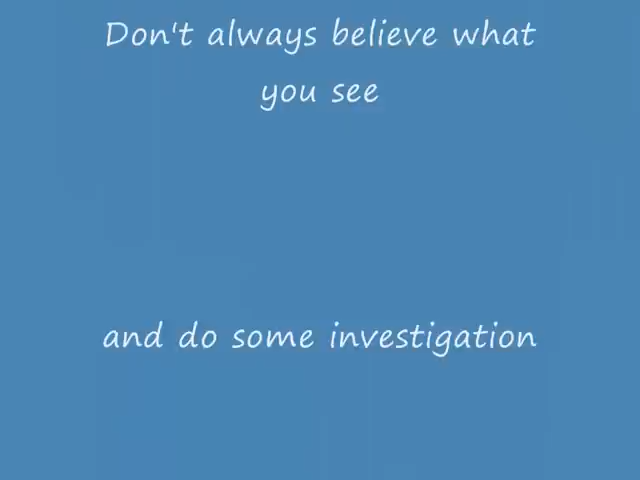 Don't always believe what
you see
and do some investigation